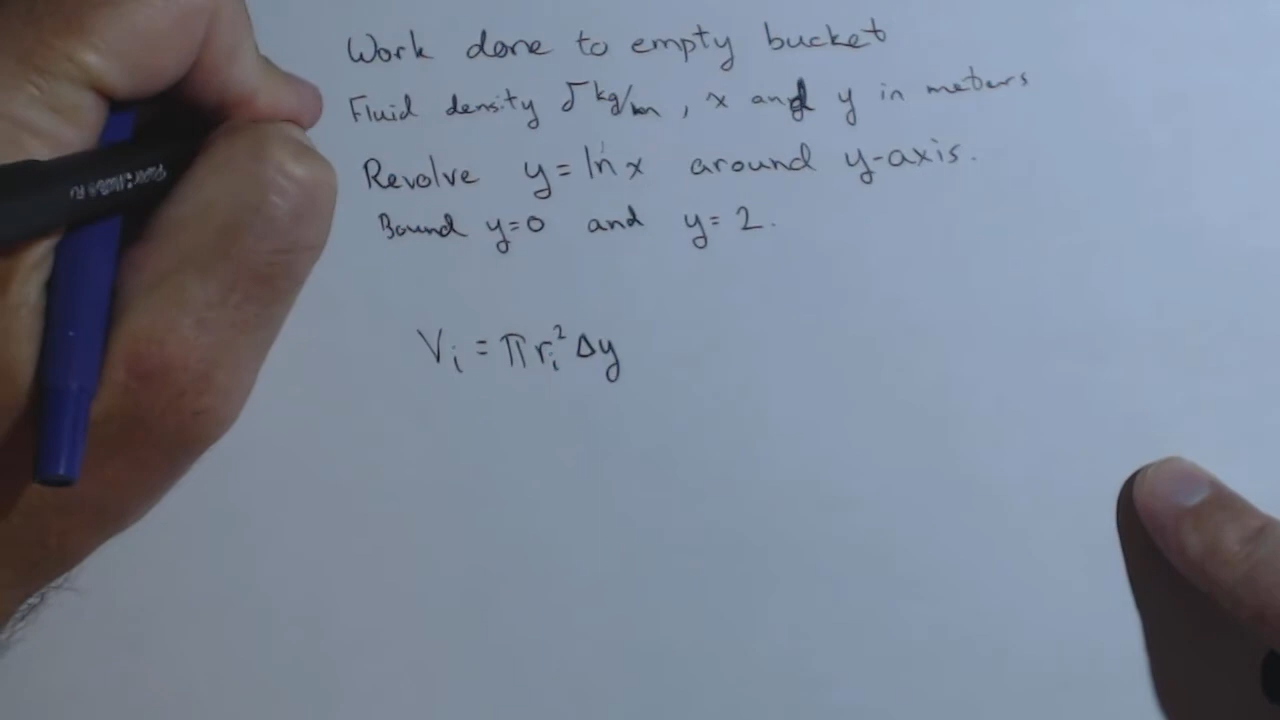 Work done to empty bucket
Fluid density δ kg/m, x and y in meters
Revolve y = ln x around y-axis.
Bound y=0 and y= 2.
Vi = πri² Δy